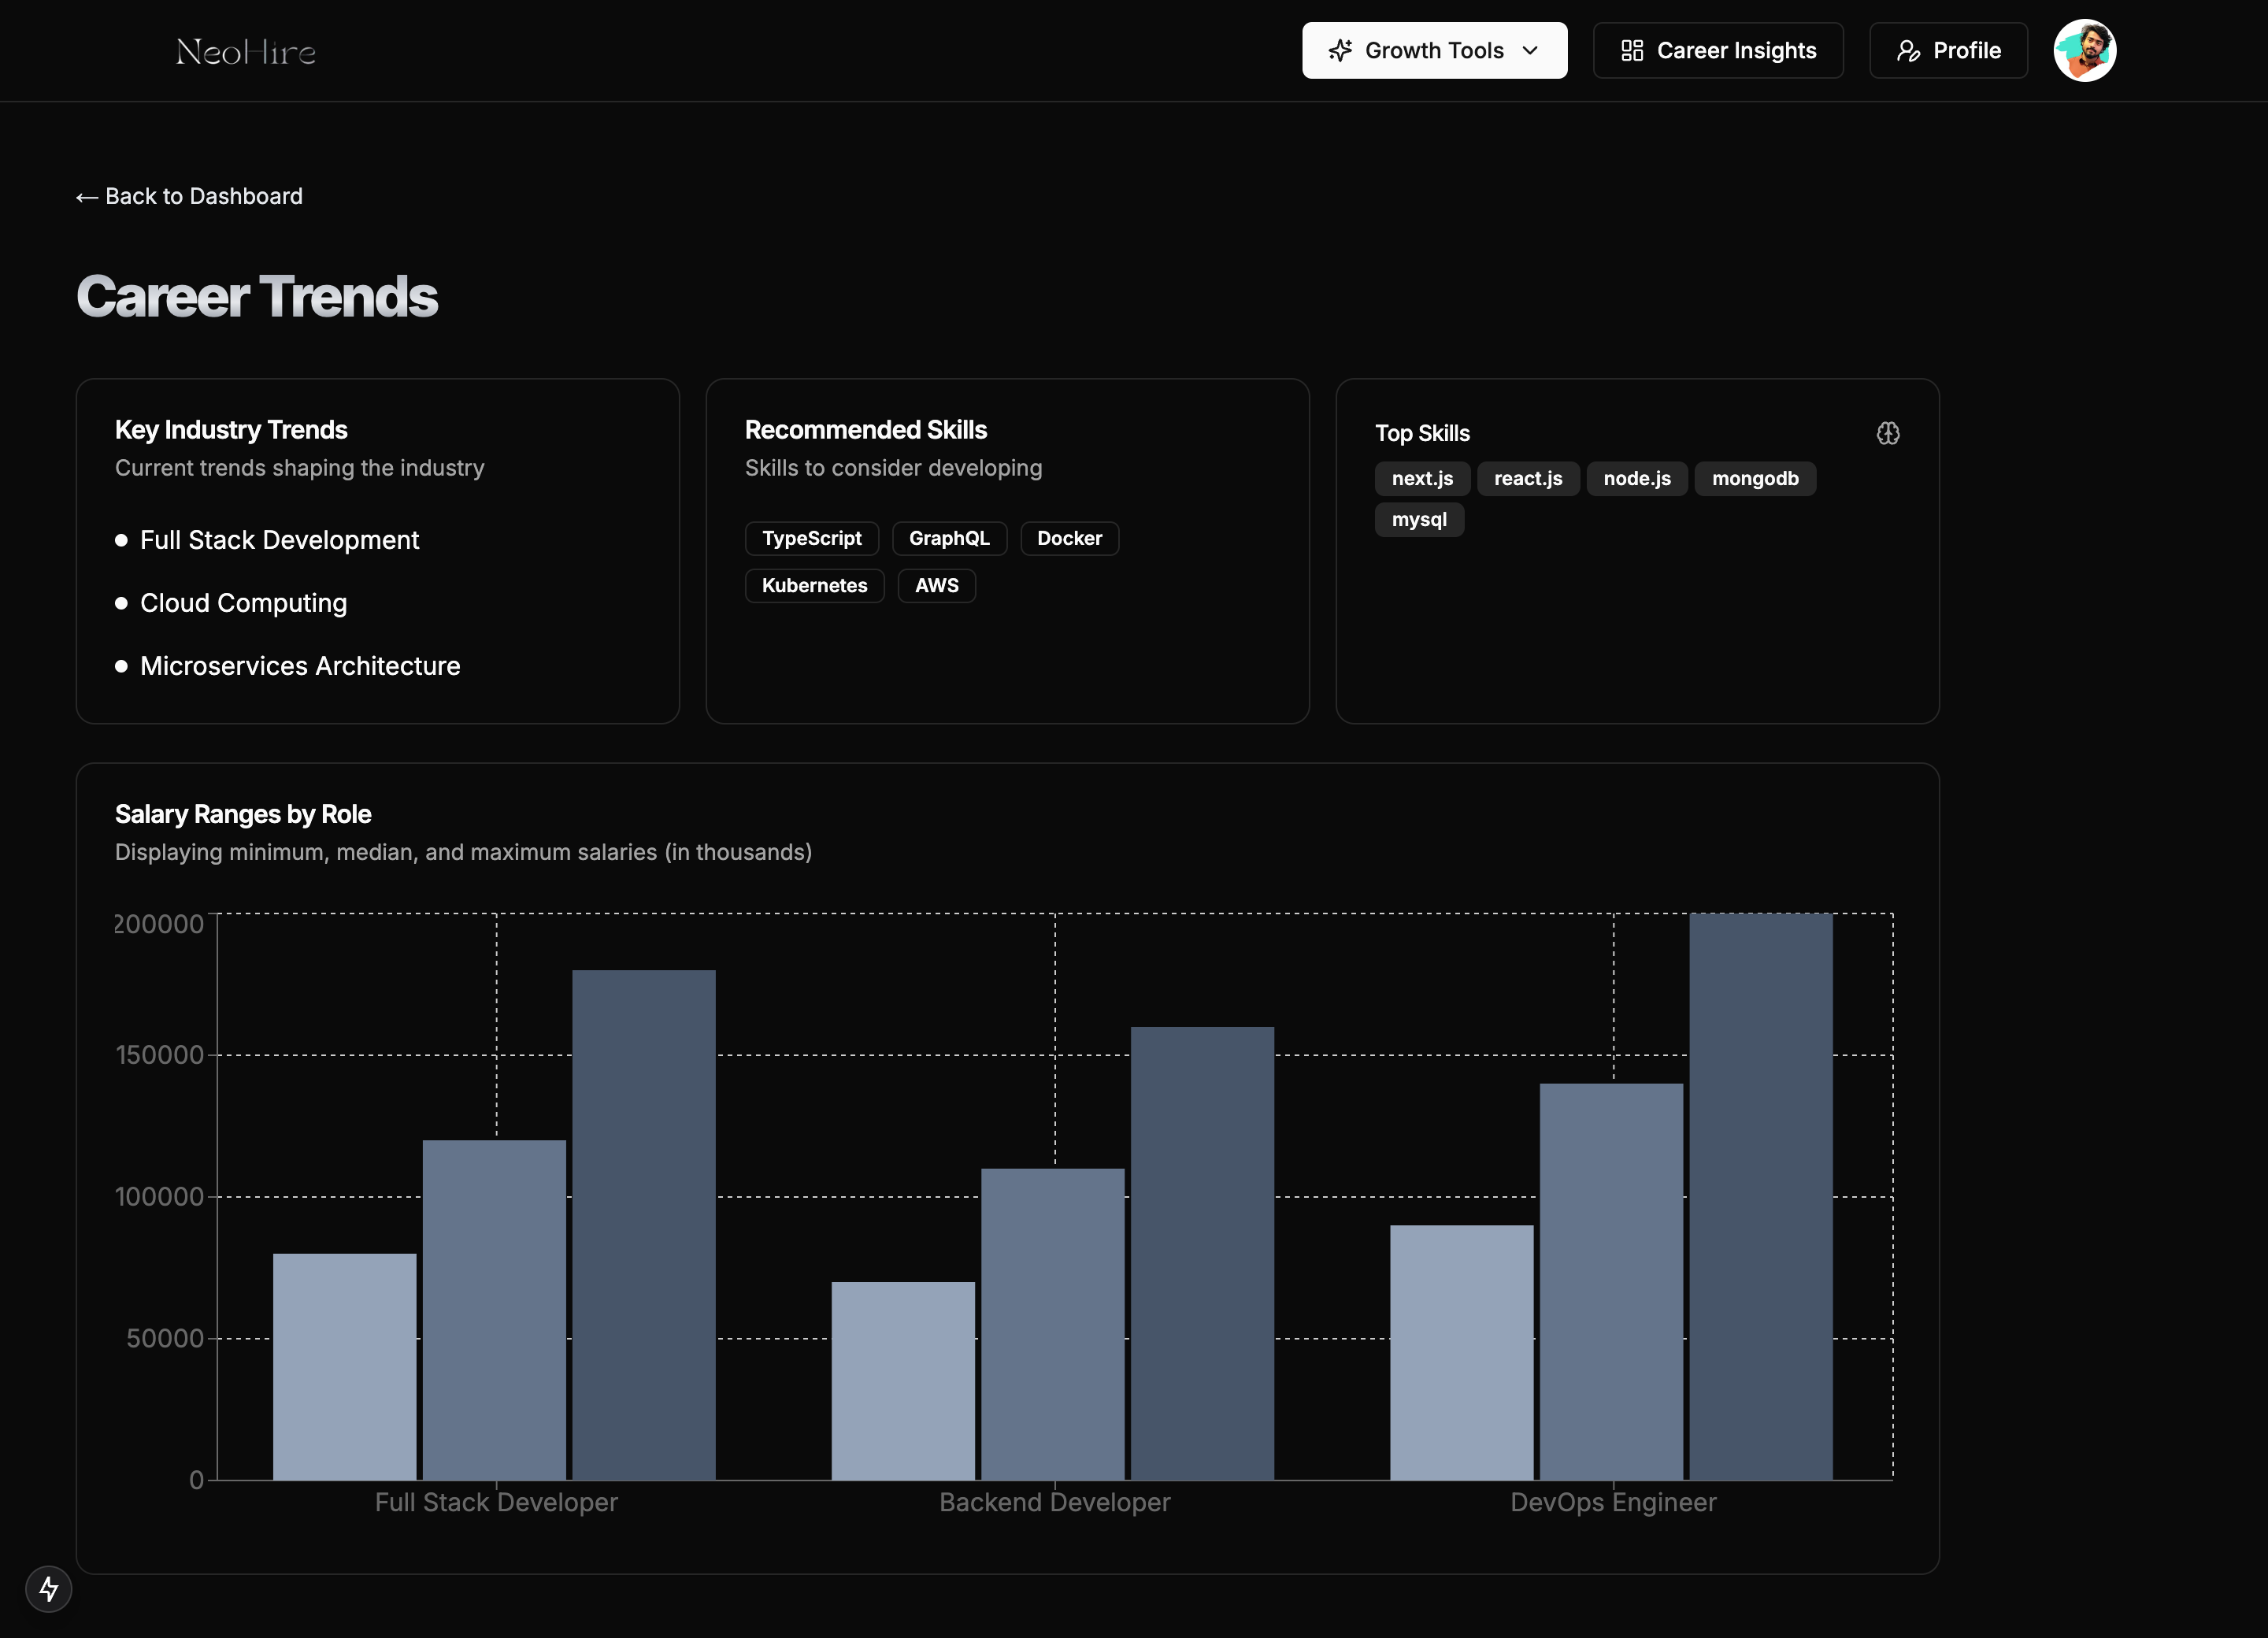 NeoHire
Growth Tools
Career Insights
Profile
← Back to Dashboard
Career Trends
Key Industry Trends
Current trends shaping the industry
• Full Stack Development
• Cloud Computing
• Microservices Architecture
Recommended Skills
Skills to consider developing
TypeScript GraphQL Docker
Kubernetes AWS
Top Skills
next.js react.js node.js mongodb
mysql
Salary Ranges by Role
Displaying minimum, median, and maximum salaries (in thousands)
200000
150000
100000
50000
0
Full Stack Developer Backend Developer DevOps Engineer